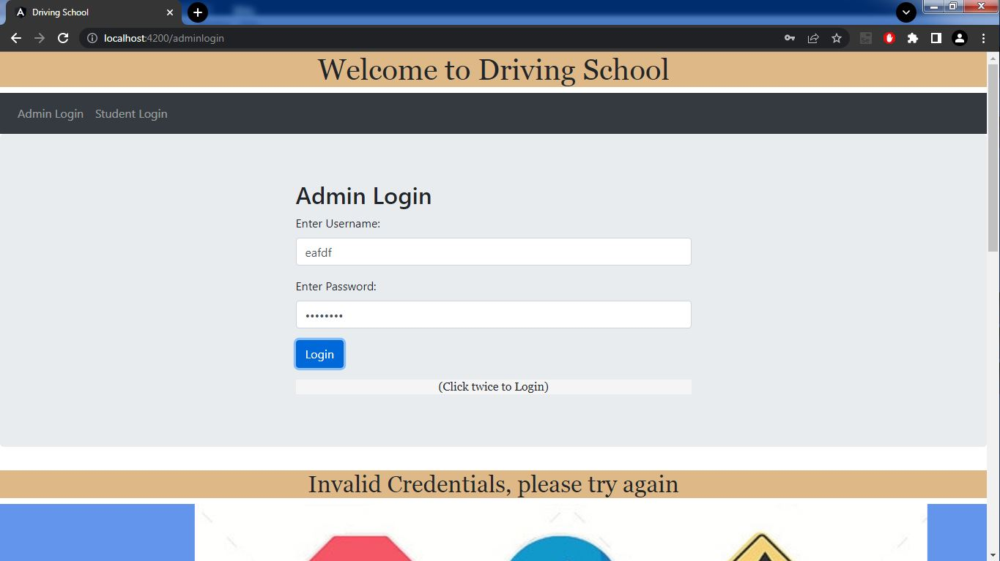 Driving School
localhost:4200/adminlogin
Welcome to Driving School
Admin Login Student Login
Admin Login
Enter Username:
eafdf
Enter Password:
••••••••
Login
(Click twice to Login)
Invalid Credentials, please try again